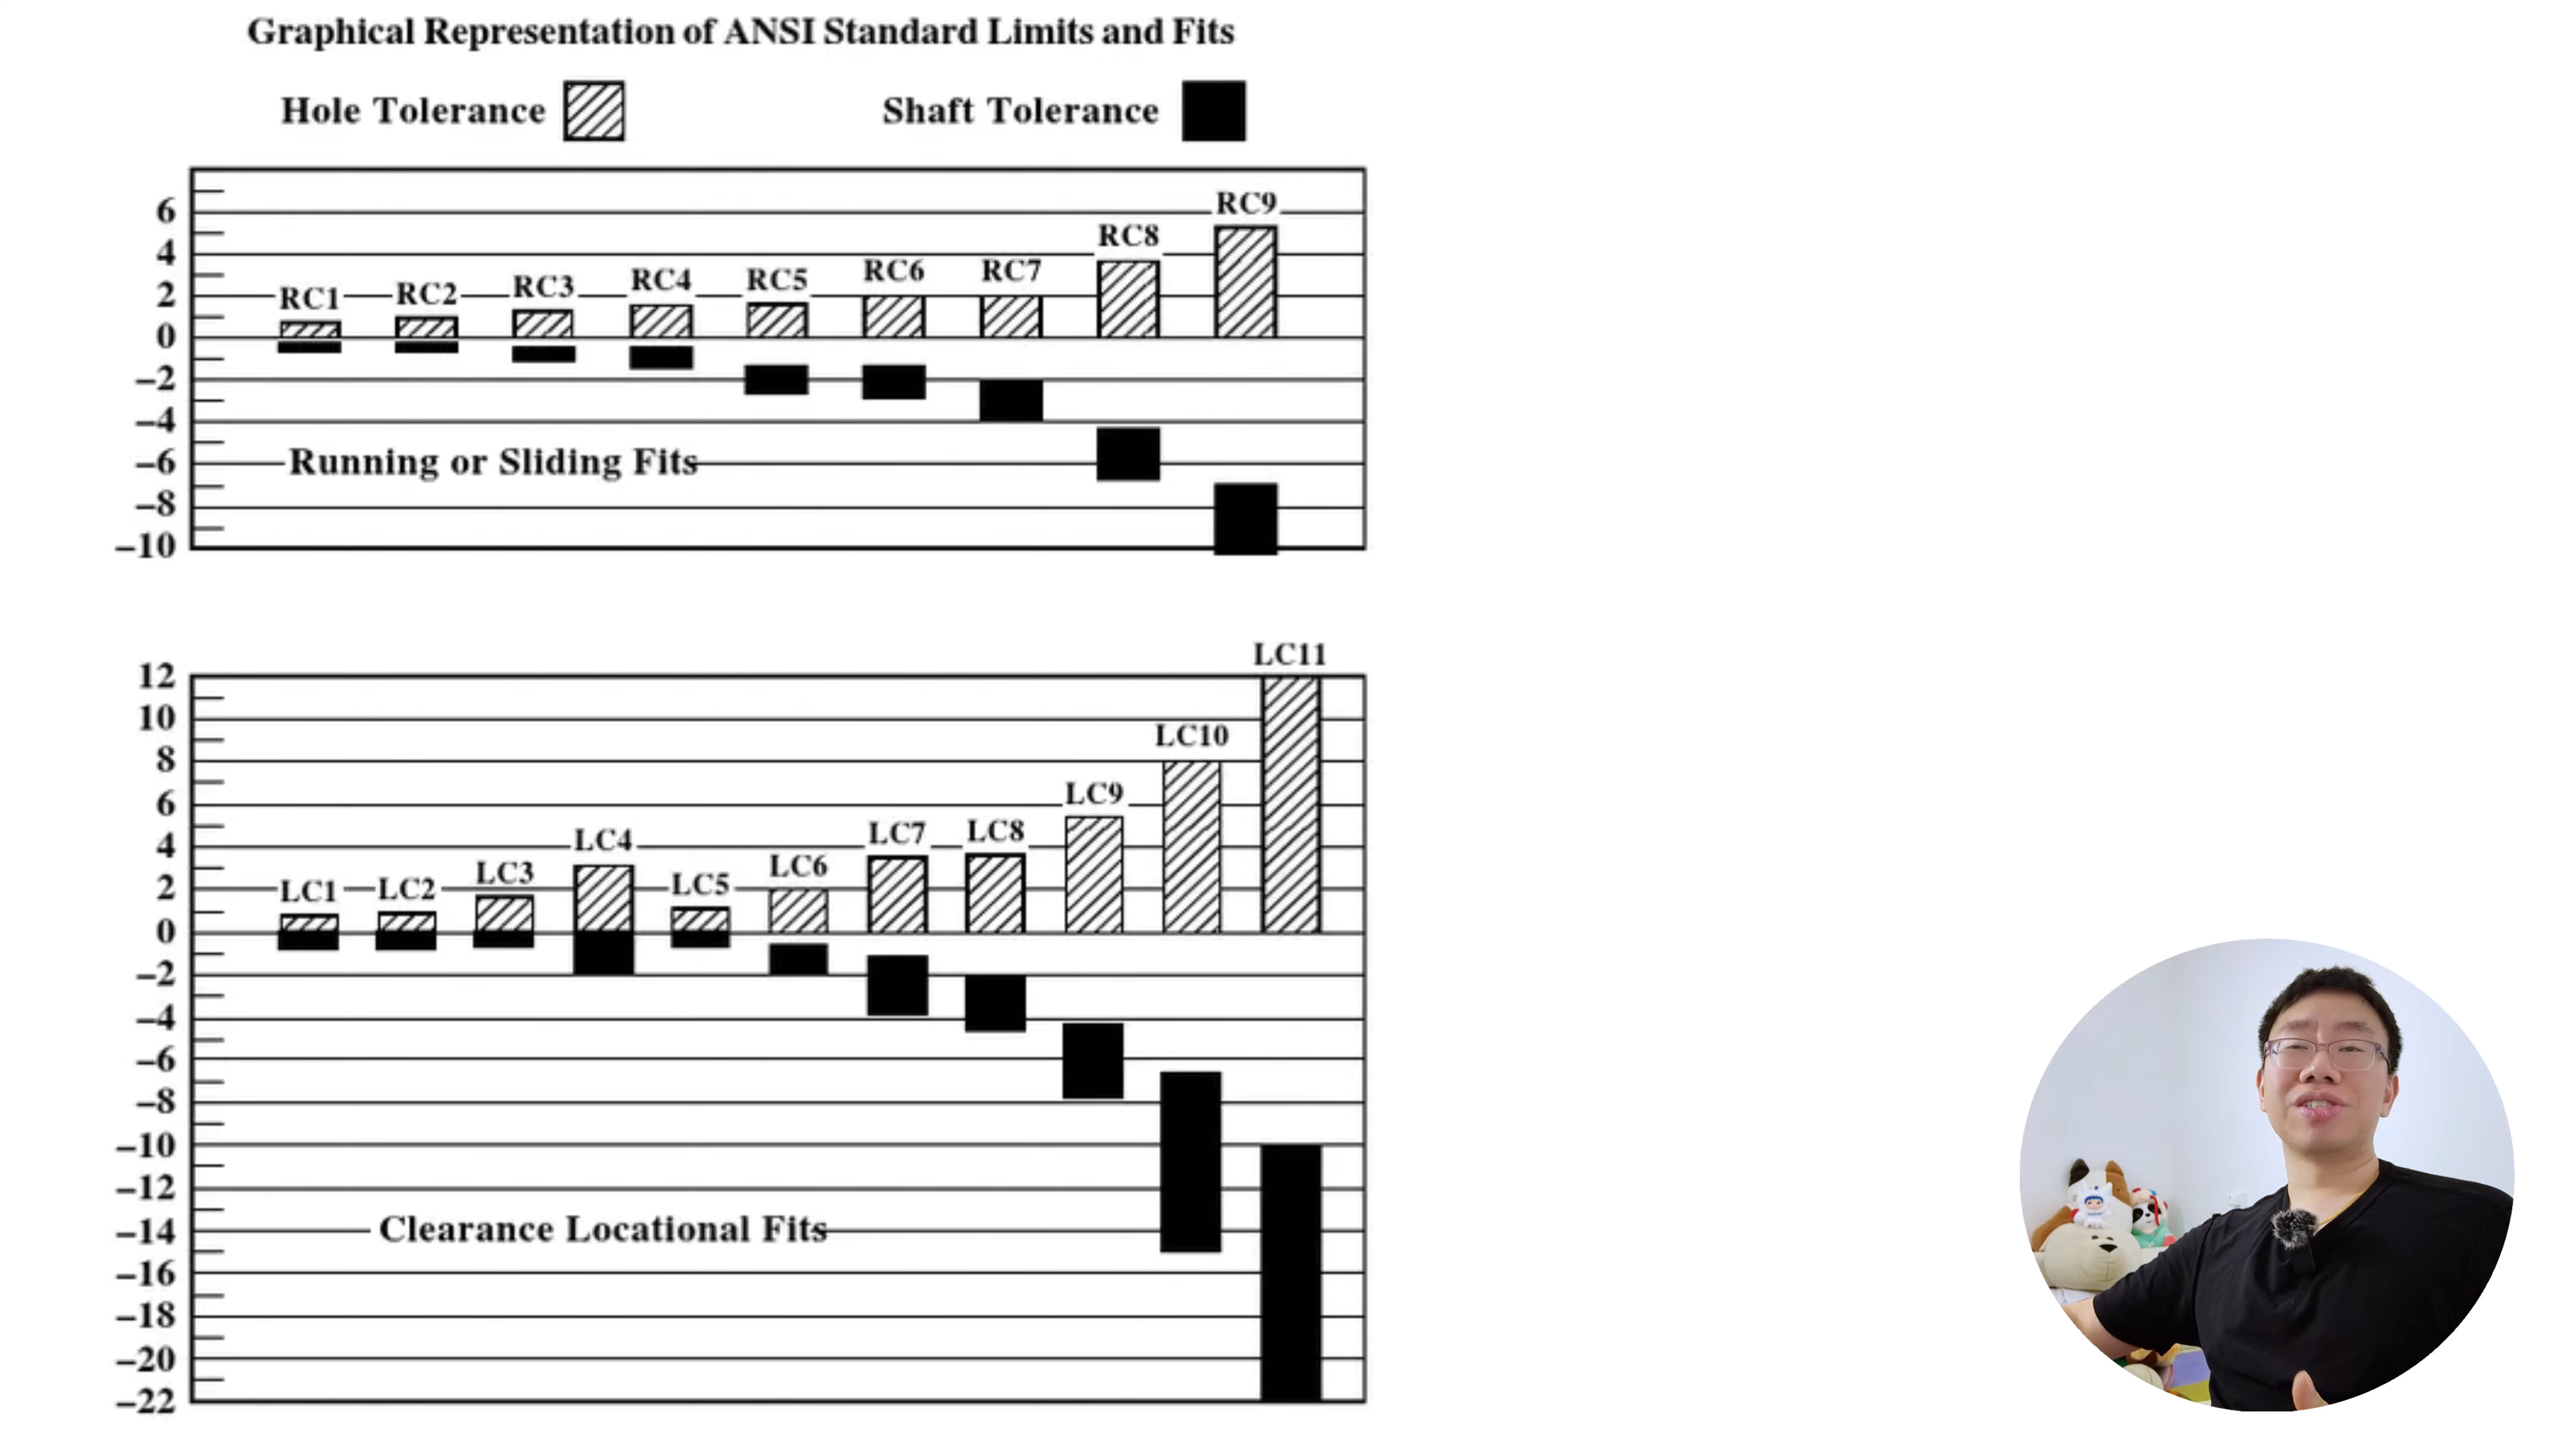 Graphical Representation of ANSI Standard Limits and Fits
Hole Tolerance Shaft Tolerance
RC9
6
RC8
4
RC1 RC2 RC3 RC4 RC5 RC6 RC7
2
0
−2
−4
−6 Running or Sliding Fits
−8
−10
LC11
12
10
LC10
8
LC9
6
LC4 LC7 LC8
4
LC1 LC2 LC3 LC5 LC6
2
0
−2
−4
−6
−8
−10
−12
−14 Clearance Locational Fits
−16
−18
−20
−22